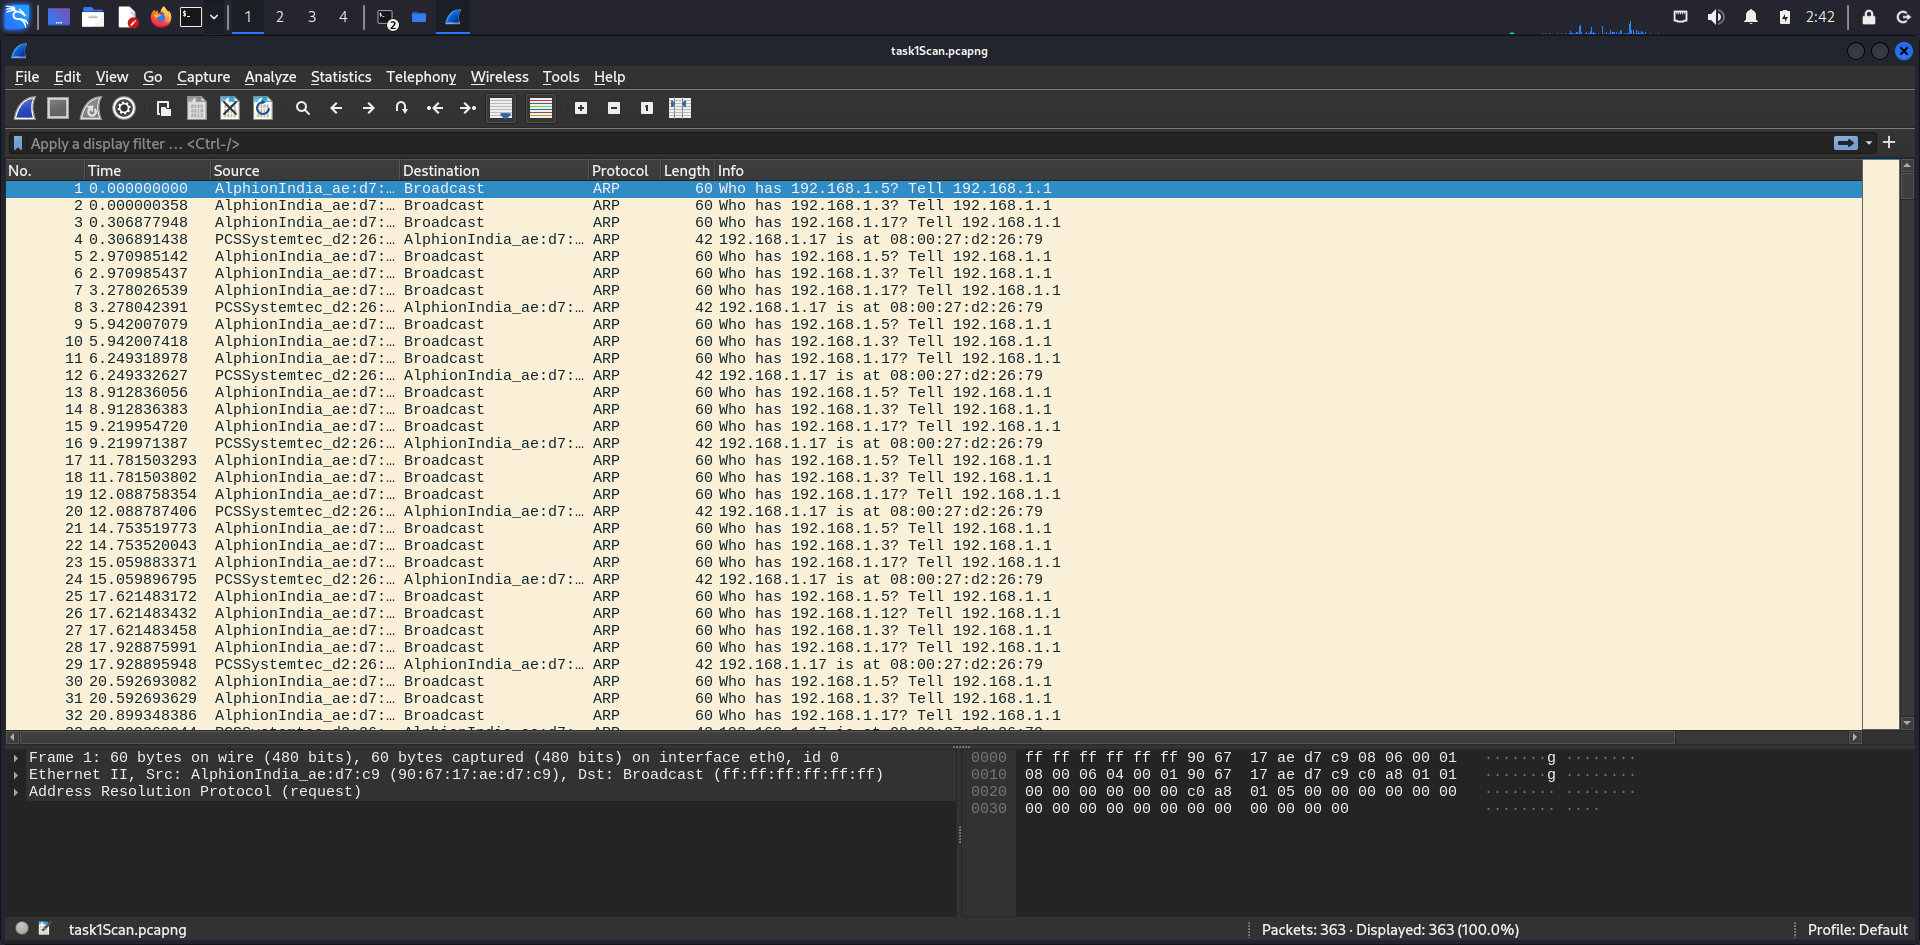 1 2 3 4 2 2:42
task1Scan.pcapng
File Edit View Go Capture Analyze Statistics Telephony Wireless Tools Help
Apply a display filter … <Ctrl-/>
No. Time Source Destination Protocol Length Info
1 0.000000000 AlphionIndia_ae:d7:… Broadcast ARP 60 Who has 192.168.1.5? Tell 192.168.1.1
2 0.000000358 AlphionIndia_ae:d7:… Broadcast ARP 60 Who has 192.168.1.3? Tell 192.168.1.1
3 0.306877948 AlphionIndia_ae:d7:… Broadcast ARP 60 Who has 192.168.1.17? Tell 192.168.1.1
4 0.306891438 PCSSystemtec_d2:26:… AlphionIndia_ae:d7:… ARP 42 192.168.1.17 is at 08:00:27:d2:26:79
5 2.970985142 AlphionIndia_ae:d7:… Broadcast ARP 60 Who has 192.168.1.5? Tell 192.168.1.1
6 2.970985437 AlphionIndia_ae:d7:… Broadcast ARP 60 Who has 192.168.1.3? Tell 192.168.1.1
7 3.278026539 AlphionIndia_ae:d7:… Broadcast ARP 60 Who has 192.168.1.17? Tell 192.168.1.1
8 3.278042391 PCSSystemtec_d2:26:… AlphionIndia_ae:d7:… ARP 42 192.168.1.17 is at 08:00:27:d2:26:79
9 5.942007079 AlphionIndia_ae:d7:… Broadcast ARP 60 Who has 192.168.1.5? Tell 192.168.1.1
10 5.942007418 AlphionIndia_ae:d7:… Broadcast ARP 60 Who has 192.168.1.3? Tell 192.168.1.1
11 6.249318978 AlphionIndia_ae:d7:… Broadcast ARP 60 Who has 192.168.1.17? Tell 192.168.1.1
12 6.249332627 PCSSystemtec_d2:26:… AlphionIndia_ae:d7:… ARP 42 192.168.1.17 is at 08:00:27:d2:26:79
13 8.912836056 AlphionIndia_ae:d7:… Broadcast ARP 60 Who has 192.168.1.5? Tell 192.168.1.1
14 8.912836383 AlphionIndia_ae:d7:… Broadcast ARP 60 Who has 192.168.1.3? Tell 192.168.1.1
15 9.219954720 AlphionIndia_ae:d7:… Broadcast ARP 60 Who has 192.168.1.17? Tell 192.168.1.1
16 9.219971387 PCSSystemtec_d2:26:… AlphionIndia_ae:d7:… ARP 42 192.168.1.17 is at 08:00:27:d2:26:79
17 11.781503293 AlphionIndia_ae:d7:… Broadcast ARP 60 Who has 192.168.1.5? Tell 192.168.1.1
18 11.781503802 AlphionIndia_ae:d7:… Broadcast ARP 60 Who has 192.168.1.3? Tell 192.168.1.1
19 12.088758354 AlphionIndia_ae:d7:… Broadcast ARP 60 Who has 192.168.1.17? Tell 192.168.1.1
20 12.088787406 PCSSystemtec_d2:26:… AlphionIndia_ae:d7:… ARP 42 192.168.1.17 is at 08:00:27:d2:26:79
21 14.753519773 AlphionIndia_ae:d7:… Broadcast ARP 60 Who has 192.168.1.5? Tell 192.168.1.1
22 14.753520043 AlphionIndia_ae:d7:… Broadcast ARP 60 Who has 192.168.1.3? Tell 192.168.1.1
23 15.059883371 AlphionIndia_ae:d7:… Broadcast ARP 60 Who has 192.168.1.17? Tell 192.168.1.1
24 15.059896795 PCSSystemtec_d2:26:… AlphionIndia_ae:d7:… ARP 42 192.168.1.17 is at 08:00:27:d2:26:79
25 17.621483172 AlphionIndia_ae:d7:… Broadcast ARP 60 Who has 192.168.1.5? Tell 192.168.1.1
26 17.621483432 AlphionIndia_ae:d7:… Broadcast ARP 60 Who has 192.168.1.12? Tell 192.168.1.1
27 17.621483458 AlphionIndia_ae:d7:… Broadcast ARP 60 Who has 192.168.1.3? Tell 192.168.1.1
28 17.928875991 AlphionIndia_ae:d7:… Broadcast ARP 60 Who has 192.168.1.17? Tell 192.168.1.1
29 17.928895948 PCSSystemtec_d2:26:… AlphionIndia_ae:d7:… ARP 42 192.168.1.17 is at 08:00:27:d2:26:79
30 20.592693082 AlphionIndia_ae:d7:… Broadcast ARP 60 Who has 192.168.1.5? Tell 192.168.1.1
31 20.592693629 AlphionIndia_ae:d7:… Broadcast ARP 60 Who has 192.168.1.3? Tell 192.168.1.1
32 20.899348386 AlphionIndia_ae:d7:… Broadcast ARP 60 Who has 192.168.1.17? Tell 192.168.1.1
Frame 1: 60 bytes on wire (480 bits), 60 bytes captured (480 bits) on interface eth0, id 0
Ethernet II, Src: AlphionIndia_ae:d7:c9 (90:67:17:ae:d7:c9), Dst: Broadcast (ff:ff:ff:ff:ff:ff)
Address Resolution Protocol (request)
0000 ff ff ff ff ff ff 90 67 17 ae d7 c9 08 06 00 01 ·······g ········
0010 08 00 06 04 00 01 90 67 17 ae d7 c9 c0 a8 01 01 ·······g ········
0020 00 00 00 00 00 00 c0 a8 01 05 00 00 00 00 00 00 ········ ········
0030 00 00 00 00 00 00 00 00 00 00 00 00 ········ ····
task1Scan.pcapng Packets: 363 · Displayed: 363 (100.0%) Profile: Default